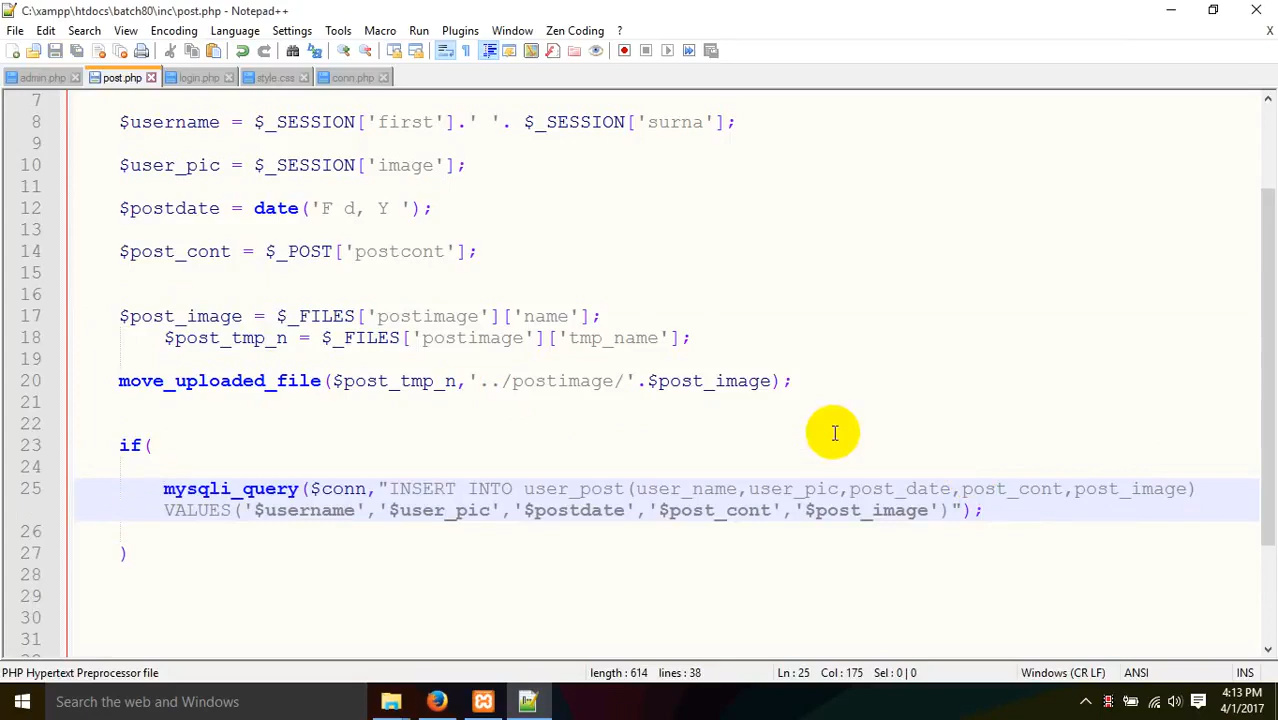 C:\xampp\htdocs\batch80\inc\post.php - Notepad++
File Edit Search View Encoding Language Settings Macro Run Plugins Window Zen Coding ?
X
admin.php post.php login.php style.css conn.php
7
8 $username = $_SESSION['first'].' '. $_SESSION['surna'];
9
10 $user_pic = $_SESSION['image'];
11
12 $postdate = date('F d, Y ');
13
14 $post_cont = $_POST['postcont'];
15
16
17 $post_image = $_FILES['postimage']['name'];
18 $post_tmp_n = $_FILES['postimage']['tmp_name'];
19
20 move_uploaded_file($post_tmp_n,'../postimage/'.$post_image);
21
22
23 if(
24
25 mysqli_query($conn,"INSERT INTO user_post(user_name,user_pic,post_date,post_cont,post_image)
VALUES('$username','$user_pic','$postdate','$post_cont','$post_image')");
26
27 )
28
29
30
31
PHP Hypertext Preprocessor file length : 614 lines : 38 Ln : 25 Col : 175 Sel : 0 | 0 Windows (CR LF) ANSI INS
Search the web and Windows
4:13 PM
4/1/2017